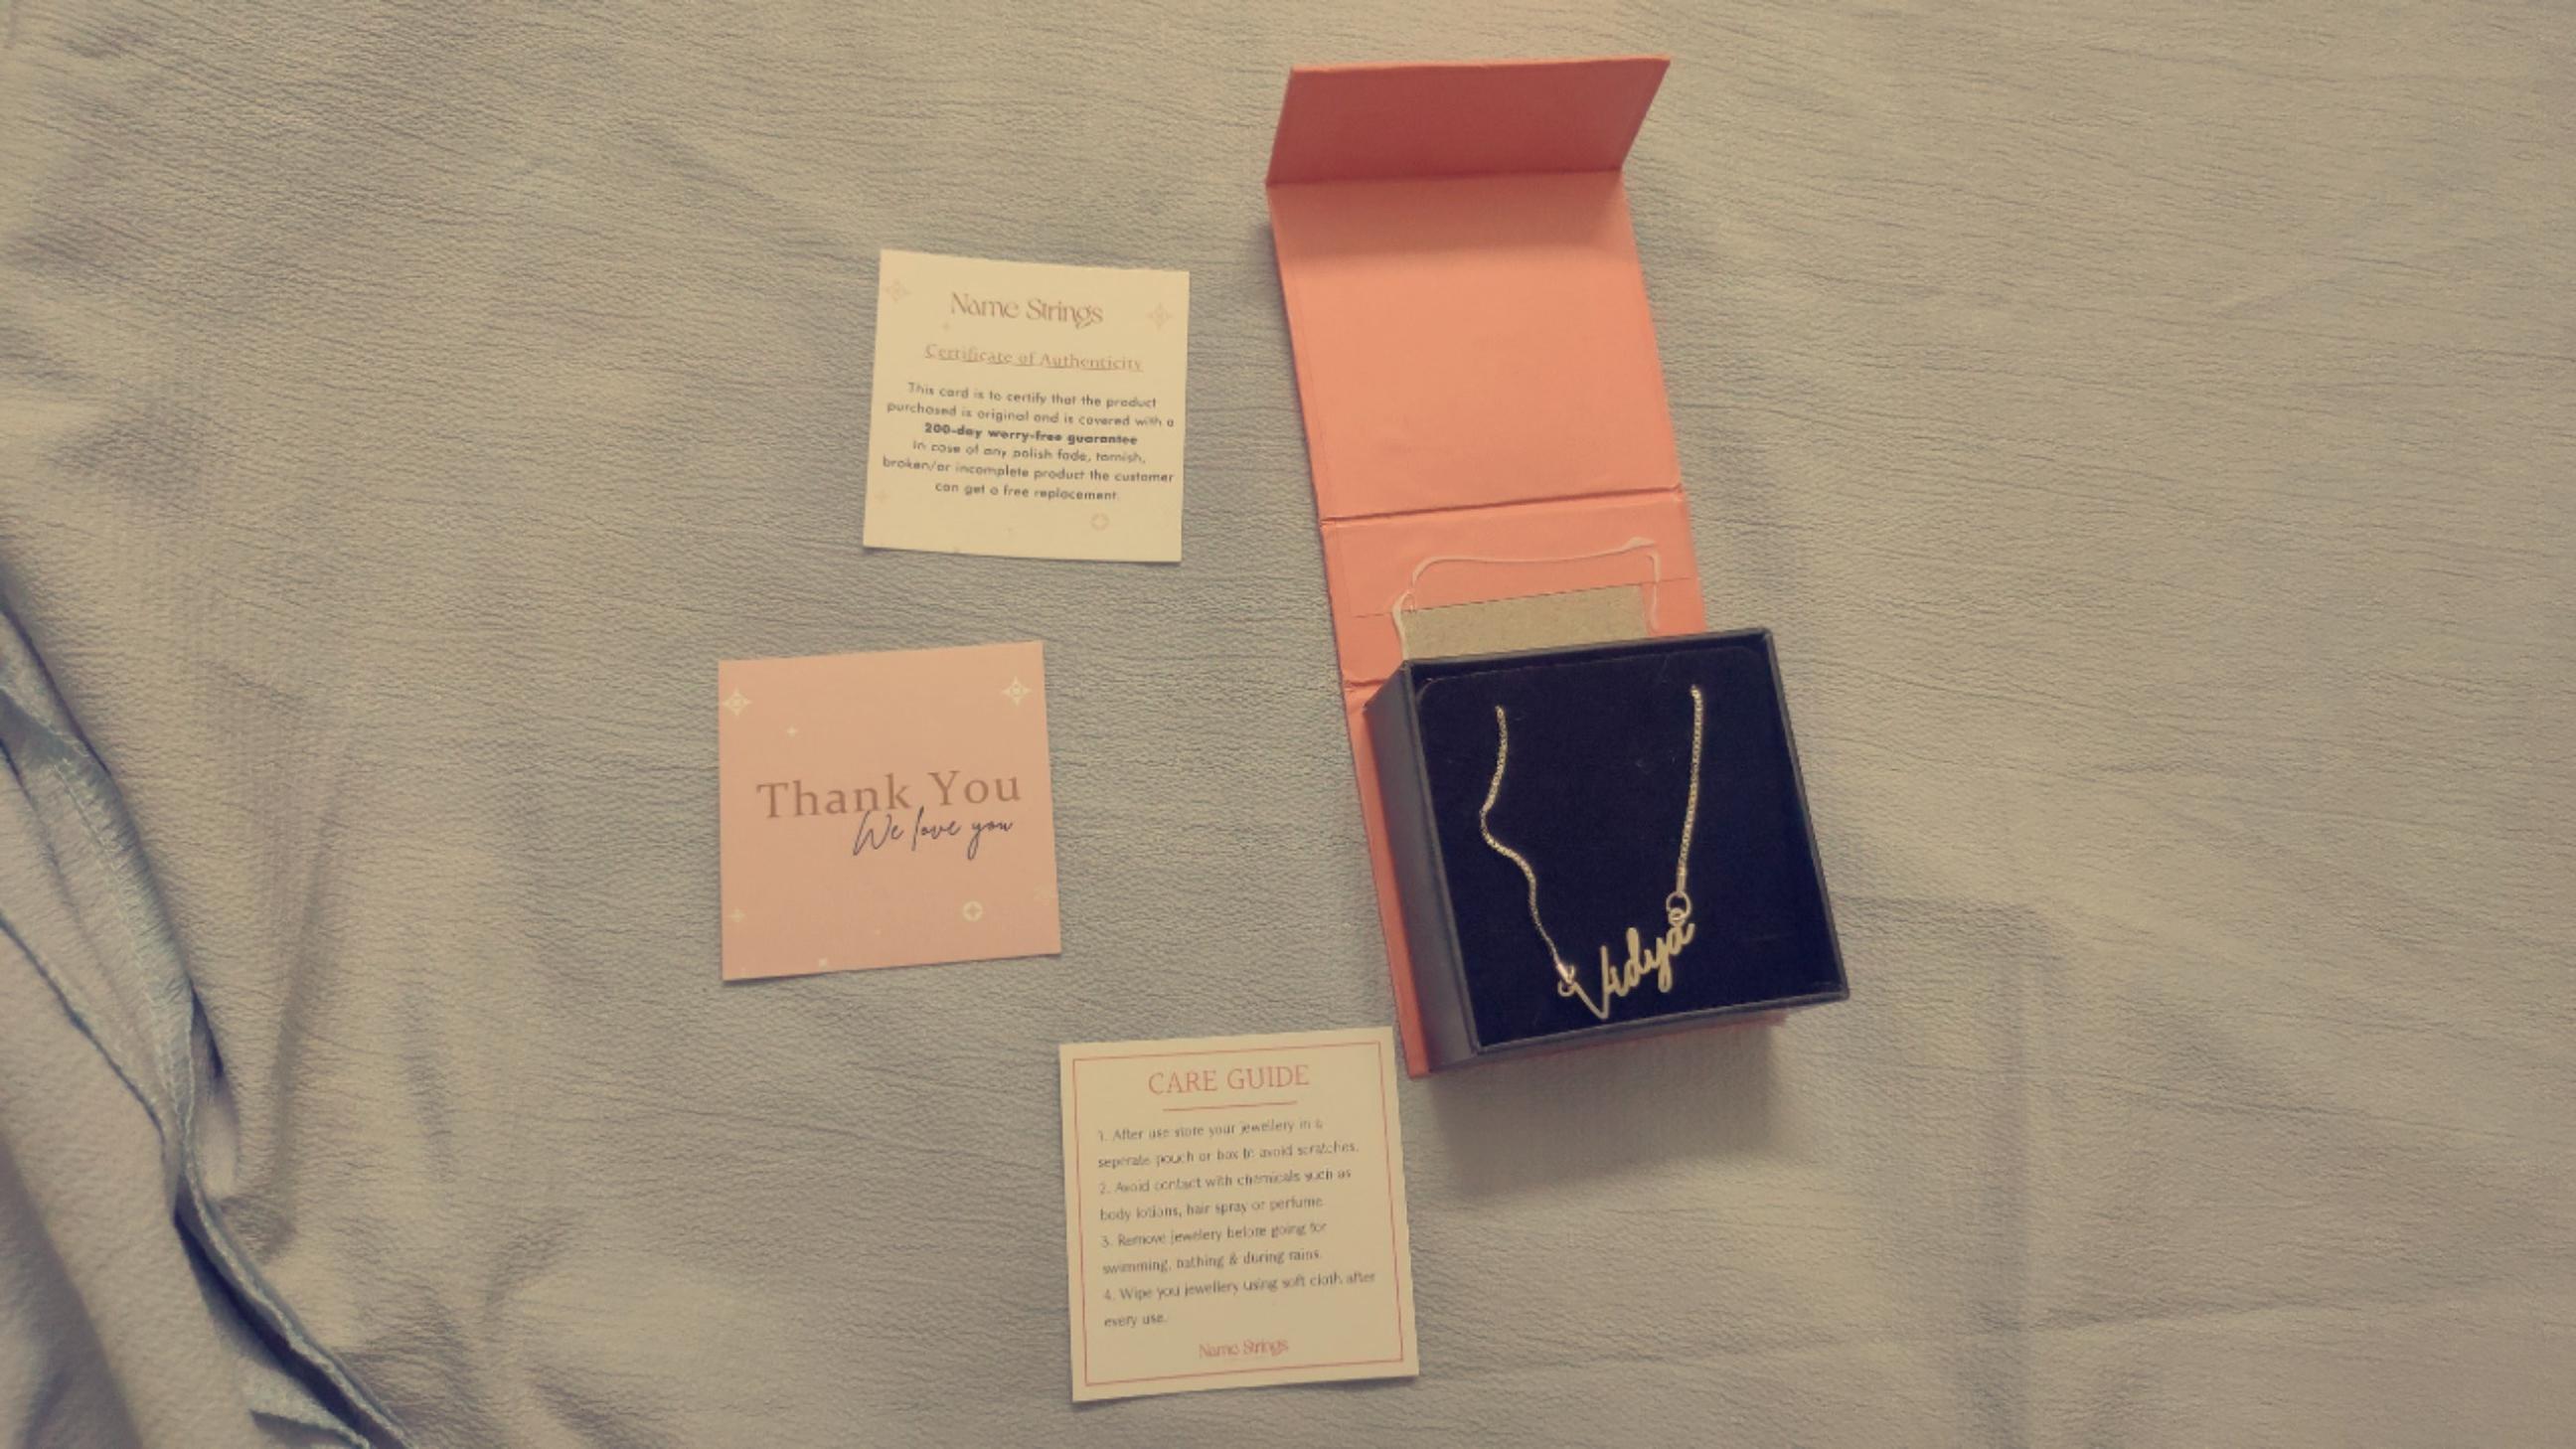 Name Strings
Certificate of Authenticity
This card is to certify that the product
purchased is original and is covered with a
200-day worry-free guarantee
In case of any polish fade, tarnish,
broken/or incomplete product the customer
can get a free replacement.
Thank You
We love you
Vidya
CARE GUIDE
1. After use store your jewellery in a
seperate pouch or box to avoid scratches.
2. Avoid contact with chemicals such as
body lotions, hair spray or perfume
3. Remove jewelery before going for
swimming, bathing & during rains.
4. Wipe you jewellery using soft cloth after
every use.
Name Strings